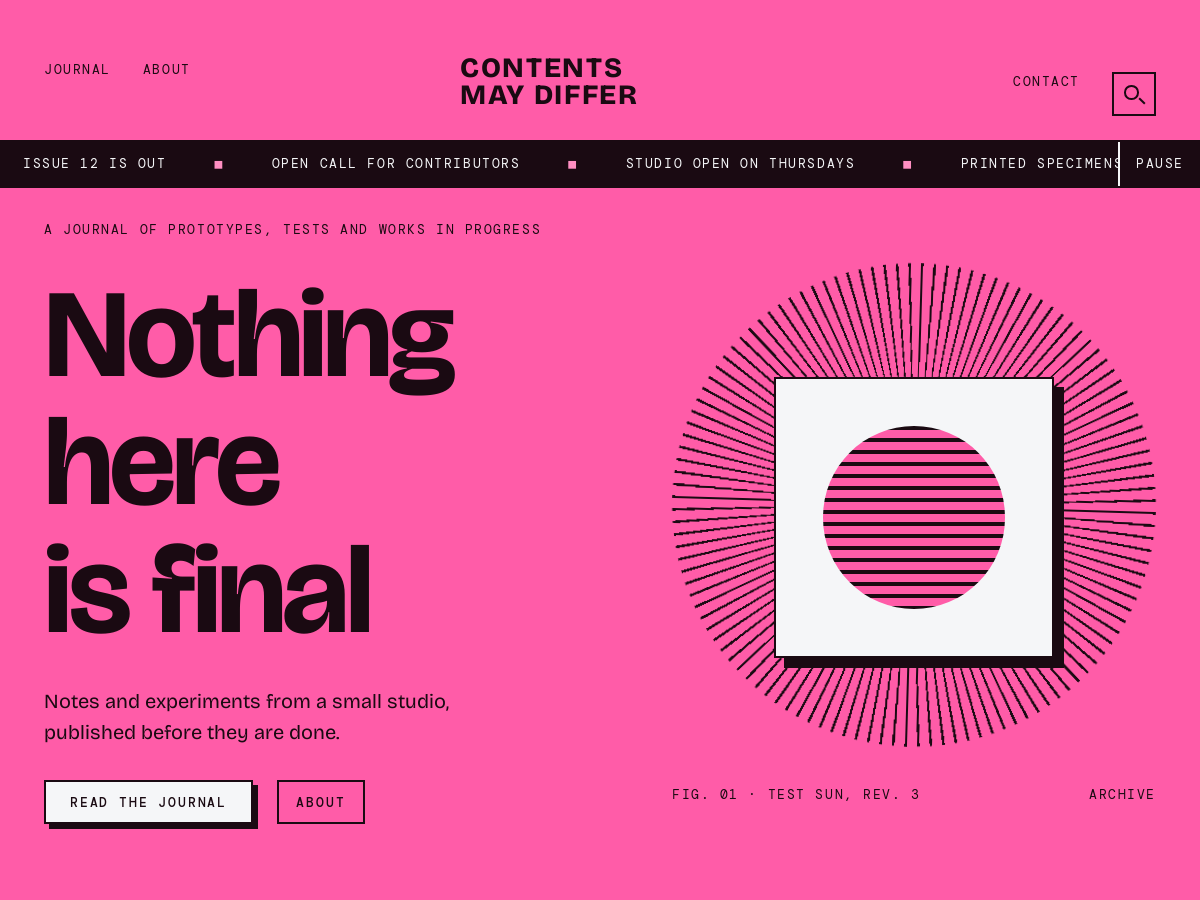 JOURNAL ABOUT
CONTENTS
MAY DIFFER
CONTACT
ISSUE 12 IS OUT ■ OPEN CALL FOR CONTRIBUTORS ■ STUDIO OPEN ON THURSDAYS ■ PRINTED SPECIMENS PAUSE
A JOURNAL OF PROTOTYPES, TESTS AND WORKS IN PROGRESS
Nothing
here
is final
Notes and experiments from a small studio,
published before they are done.
READ THE JOURNAL ABOUT
FIG. 01 · TEST SUN, REV. 3 ARCHIVE